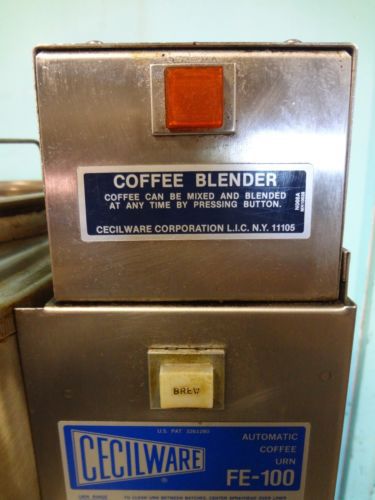 COFFEE BLENDER
COFFEE CAN BE MIXED AND BLENDED
AT ANY TIME BY PRESSING BUTTON.
CECILWARE CORPORATION L.I.C. N.Y. 11105
BREW
U.S. PAT
CECILWARE®
AUTOMATIC
COFFEE
URN
FE-100